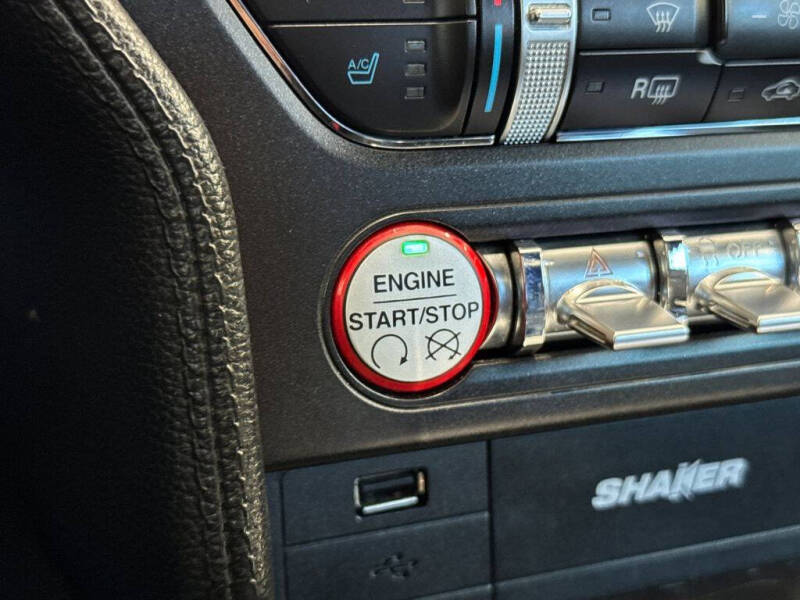 A/C
R
ENGINE
START/STOP
OFF
SHAKER